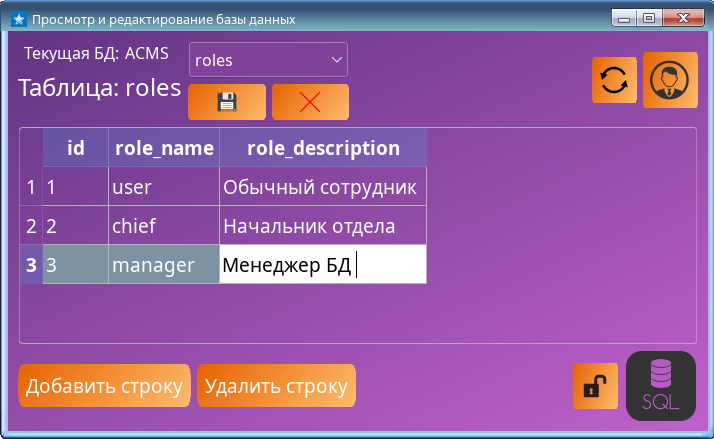 Просмотр и редактирование базы данных
Текущая БД: ACMS
roles
Таблица: roles
id role_name role_description
1 1 user Обычный сотрудник
2 2 chief Начальник отдела
3 3 manager Менеджер БД
Добавить строку Удалить строку
SQL